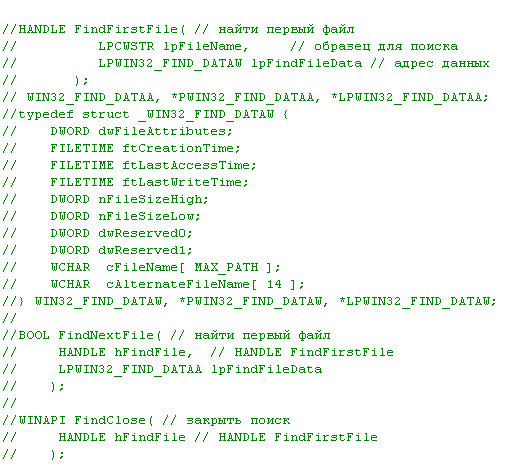 //HANDLE FindFirstFile( // найти первый файл
//          LPCWSTR lpFileName,     // образец для поиска
//          LPWIN32_FIND_DATAW lpFindFileData // адрес данных
//       );
// WIN32_FIND_DATAA, *PWIN32_FIND_DATAA, *LPWIN32_FIND_DATAA;
//typedef struct _WIN32_FIND_DATAW {
//    DWORD dwFileAttributes;
//    FILETIME ftCreationTime;
//    FILETIME ftLastAccessTime;
//    FILETIME ftLastWriteTime;
//    DWORD nFileSizeHigh;
//    DWORD nFileSizeLow;
//    DWORD dwReserved0;
//    DWORD dwReserved1;
//    WCHAR  cFileName[ MAX_PATH ];
//    WCHAR  cAlternateFileName[ 14 ];
//} WIN32_FIND_DATAW, *PWIN32_FIND_DATAW, *LPWIN32_FIND_DATAW;
//
//BOOL FindNextFile( // найти первый файл
//     HANDLE hFindFile,  // HANDLE FindFirstFile
//     LPWIN32_FIND_DATAA lpFindFileData
//    );
//
//WINAPI FindClose( // закрыть поиск
//     HANDLE hFindFile // HANDLE FindFirstFile
//    );